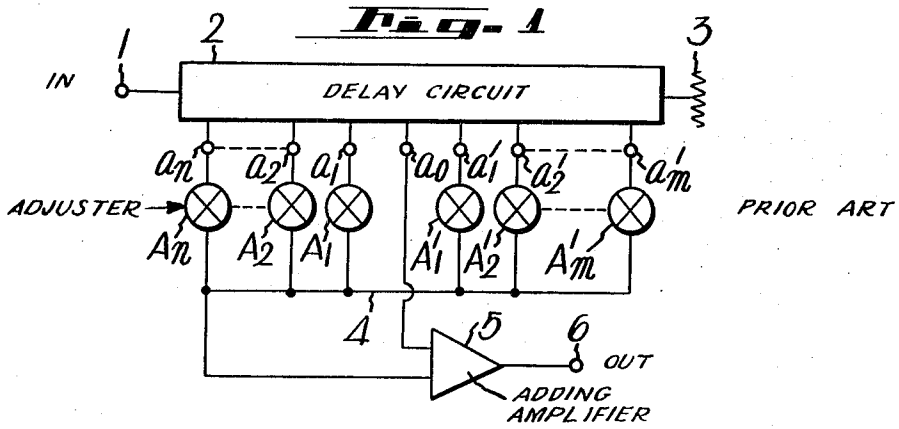 Fig. 1
1 2 3
IN DELAY CIRCUIT
an a2 a1 a0 a'1 a'2 a'm
ADJUSTER PRIOR ART
An A2 A1 A'1 A'2 A'm
4 5 6
OUT
ADDING
AMPLIFIER